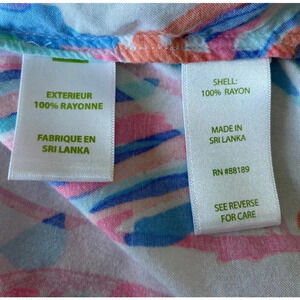 EXTERIEUR
100% RAYONNE
FABRIQUE EN
SRI LANKA
SHELL:
100% RAYON
MADE IN
SRI LANKA
RN #88189
SEE REVERSE
FOR CARE